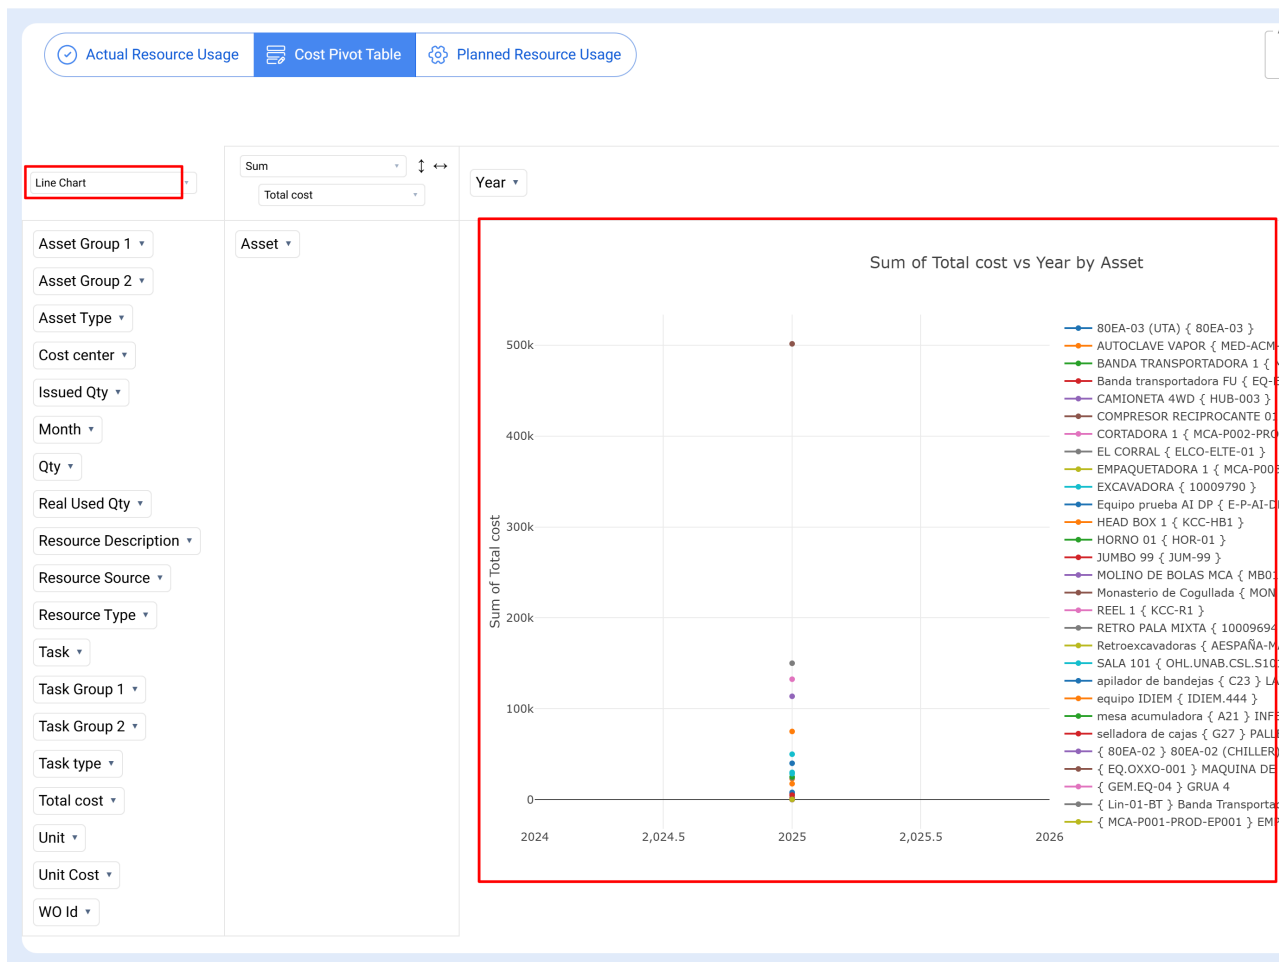 Actual Resource Usage
Cost Pivot Table
Planned Resource Usage
Line Chart
Sum
Total cost
Year
Asset Group 1
Asset Group 2
Asset Type
Cost center
Issued Qty
Month
Qty
Real Used Qty
Resource Description
Resource Source
Resource Type
Task
Task Group 1
Task Group 2
Task type
Total cost
Unit
Unit Cost
WO Id
Asset
Sum of Total cost vs Year by Asset
Sum of Total cost
500k
400k
300k
200k
100k
0
2024
2,024.5
2025
2,025.5
2026
80EA-03 (UTA) { 80EA-03 }
AUTOCLAVE VAPOR { MED-ACM-
BANDA TRANSPORTADORA 1 {
Banda transportadora FU { EQ-
CAMIONETA 4WD { HUB-003 }
COMPRESOR RECIPROCANTE 01
CORTADORA 1 { MCA-P002-PRO
EL CORRAL { ELCO-ELTE-01 }
EMPAQUETADORA 1 { MCA-P003
EXCAVADORA { 10009790 }
Equipo prueba AI DP { E-P-AI-D
HEAD BOX 1 { KCC-HB1 }
HORNO 01 { HOR-01 }
JUMBO 99 { JUM-99 }
MOLINO DE BOLAS MCA { MB01
Monasterio de Cogullada { MON
REEL 1 { KCC-R1 }
RETRO PALA MIXTA { 10009694
Retroexcavadoras { AESPAÑA-M
SALA 101 { OHL.UNAB.CSL.S101
apilador de bandejas { C23 } LA
equipo IDIEM { IDIEM.444 }
mesa acumuladora { A21 } INFE
selladora de cajas { G27 } PALL
{ 80EA-02 } 80EA-02 (CHILLER)
{ EQ.OXXO-001 } MAQUINA DE
{ GEM.EQ-04 } GRUA 4
{ Lin-01-BT } Banda Transporta
{ MCA-P001-PROD-EP001 } EMP